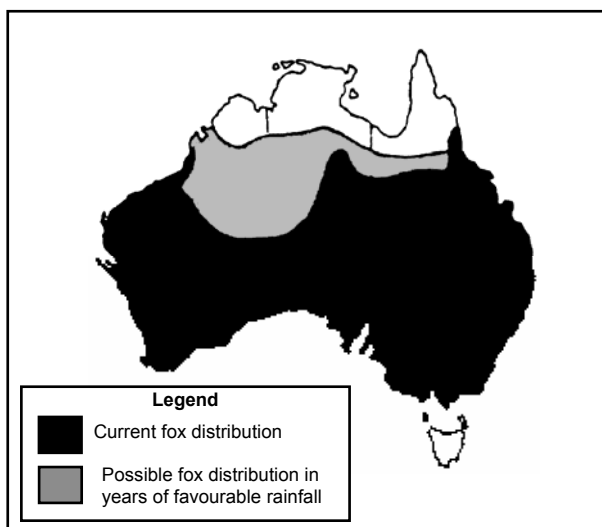 Legend
Current fox distribution
Possible fox distribution in
years of favourable rainfall